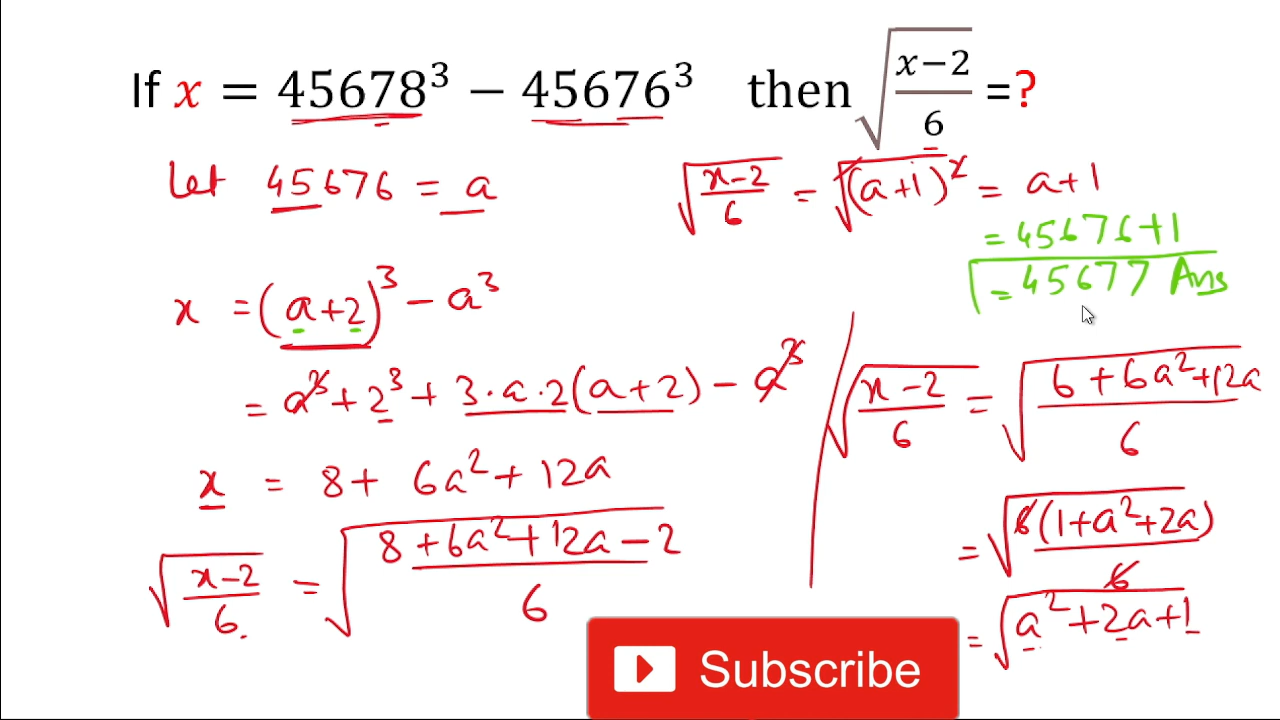 If x = 45678³ − 45676³ then √((x−2)/6) =?
Let 45676 = a
x = (a+2)³ − a³
= a³ + 2³ + 3·a·2(a+2) − a³
x = 8 + 6a² + 12a
√((x−2)/6) = √((8+6a²+12a−2)/6)
√((x−2)/6) = √((6+6a²+12a)/6)
= √(6(1+a²+2a)/6)
= √(a²+2a+1)
√((x−2)/6) = √((a+1)²) = a+1
= 45676+1
= 45677 Ans
Subscribe